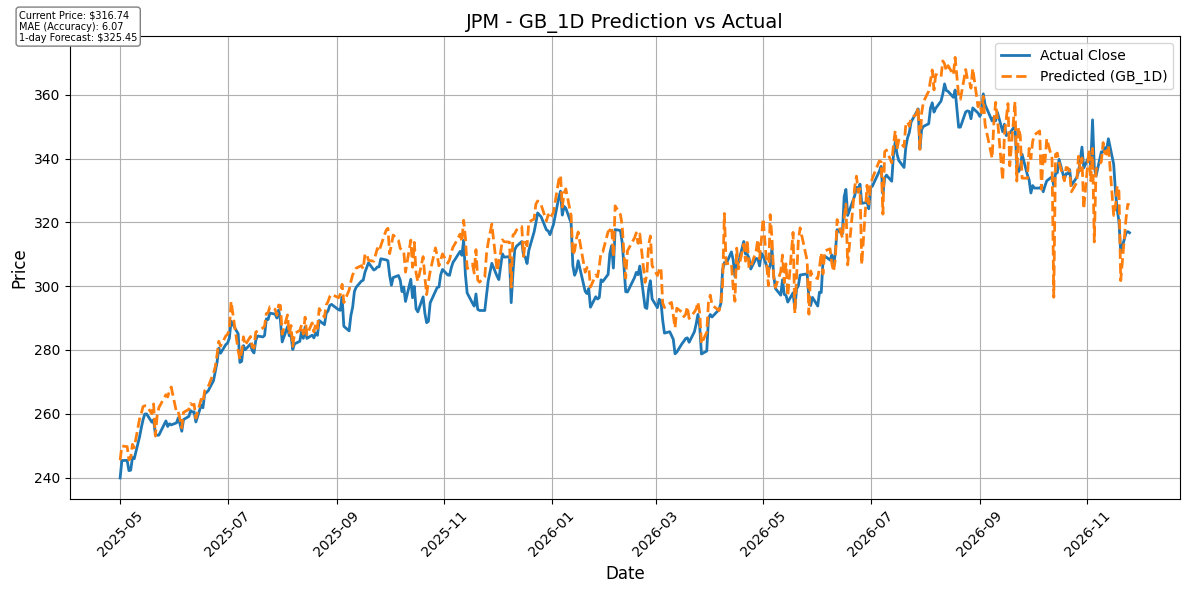 Current Price: $316.74
MAE (Accuracy): 6.07
1-day Forecast: $325.45
JPM - GB_1D Prediction vs Actual
Actual Close
Predicted (GB_1D)
Price
360
340
320
300
280
260
240
2025-05
2025-07
2025-09
2025-11
2026-01
2026-03
2026-05
2026-07
2026-09
2026-11
Date